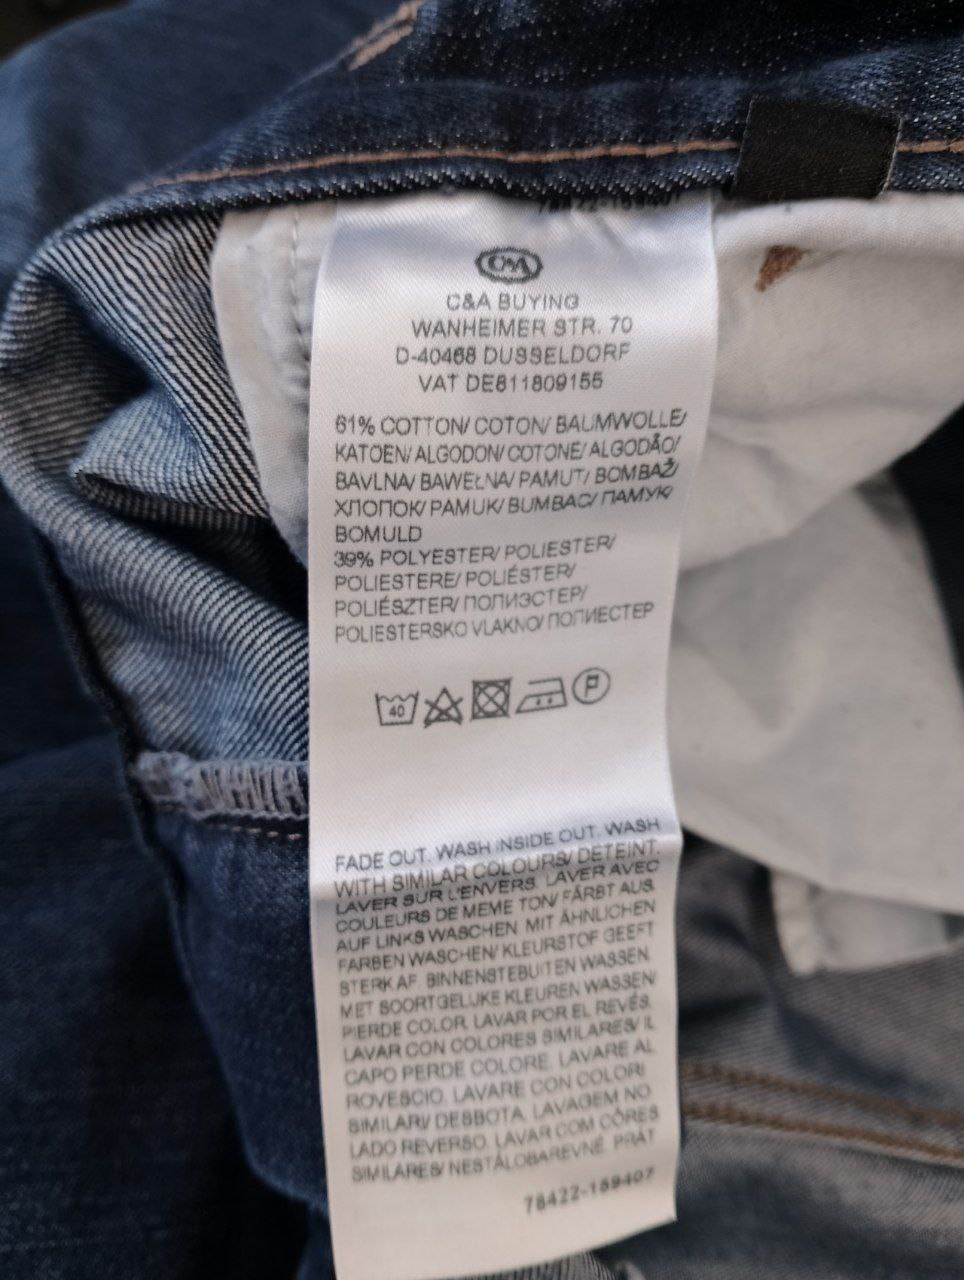 78422-159407
C&A
C&A BUYING
WANHEIMER STR. 70
D-40468 DUSSELDORF
VAT DE811809155
61% COTTON/ COTON/ BAUMWOLLE/
KATOEN/ ALGODON/ COTONE/ ALGODÃO/
BAVLNA/ BAWEŁNA/ PAMUT/ BOMBAŽ/
ХЛОПОК/ PAMUK/ BUMBAC/ ПАМУК/
BOMULD
39% POLYESTER/ POLIESTER/
POLIESTERE/ POLIÉSTER/
POLIÉSZTER/ ПОЛИЭСТЕР/
POLIESTERSKO VLAKNO/ ПОЛИЕСТЕР
40 P
FADE OUT. WASH INSIDE OUT. WASH
WITH SIMILAR COLOURS/ DETEINT.
LAVER SUR L'ENVERS. LAVER AVEC
COULEURS DE MEME TON/ FÄRBT AUS.
AUF LINKS WASCHEN. MIT ÄHNLICHEN
FARBEN WASCHEN/ KLEURSTOF GEEFT
STERK AF. BINNENSTEBUITEN WASSEN.
MET SOORTGELIJKE KLEUREN WASSEN/
PIERDE COLOR. LAVAR POR EL REVÉS.
LAVAR CON COLORES SIMILARES/ IL
CAPO PERDE COLORE. LAVARE AL
ROVESCIO. LAVARE CON COLORI
SIMILARI/ DESBOTA. LAVAGEM NO
LADO REVERSO. LAVAR COM CÔRES
SIMILARES/ NESTÁLOBAREVNÉ. PRÁT
78422-159407